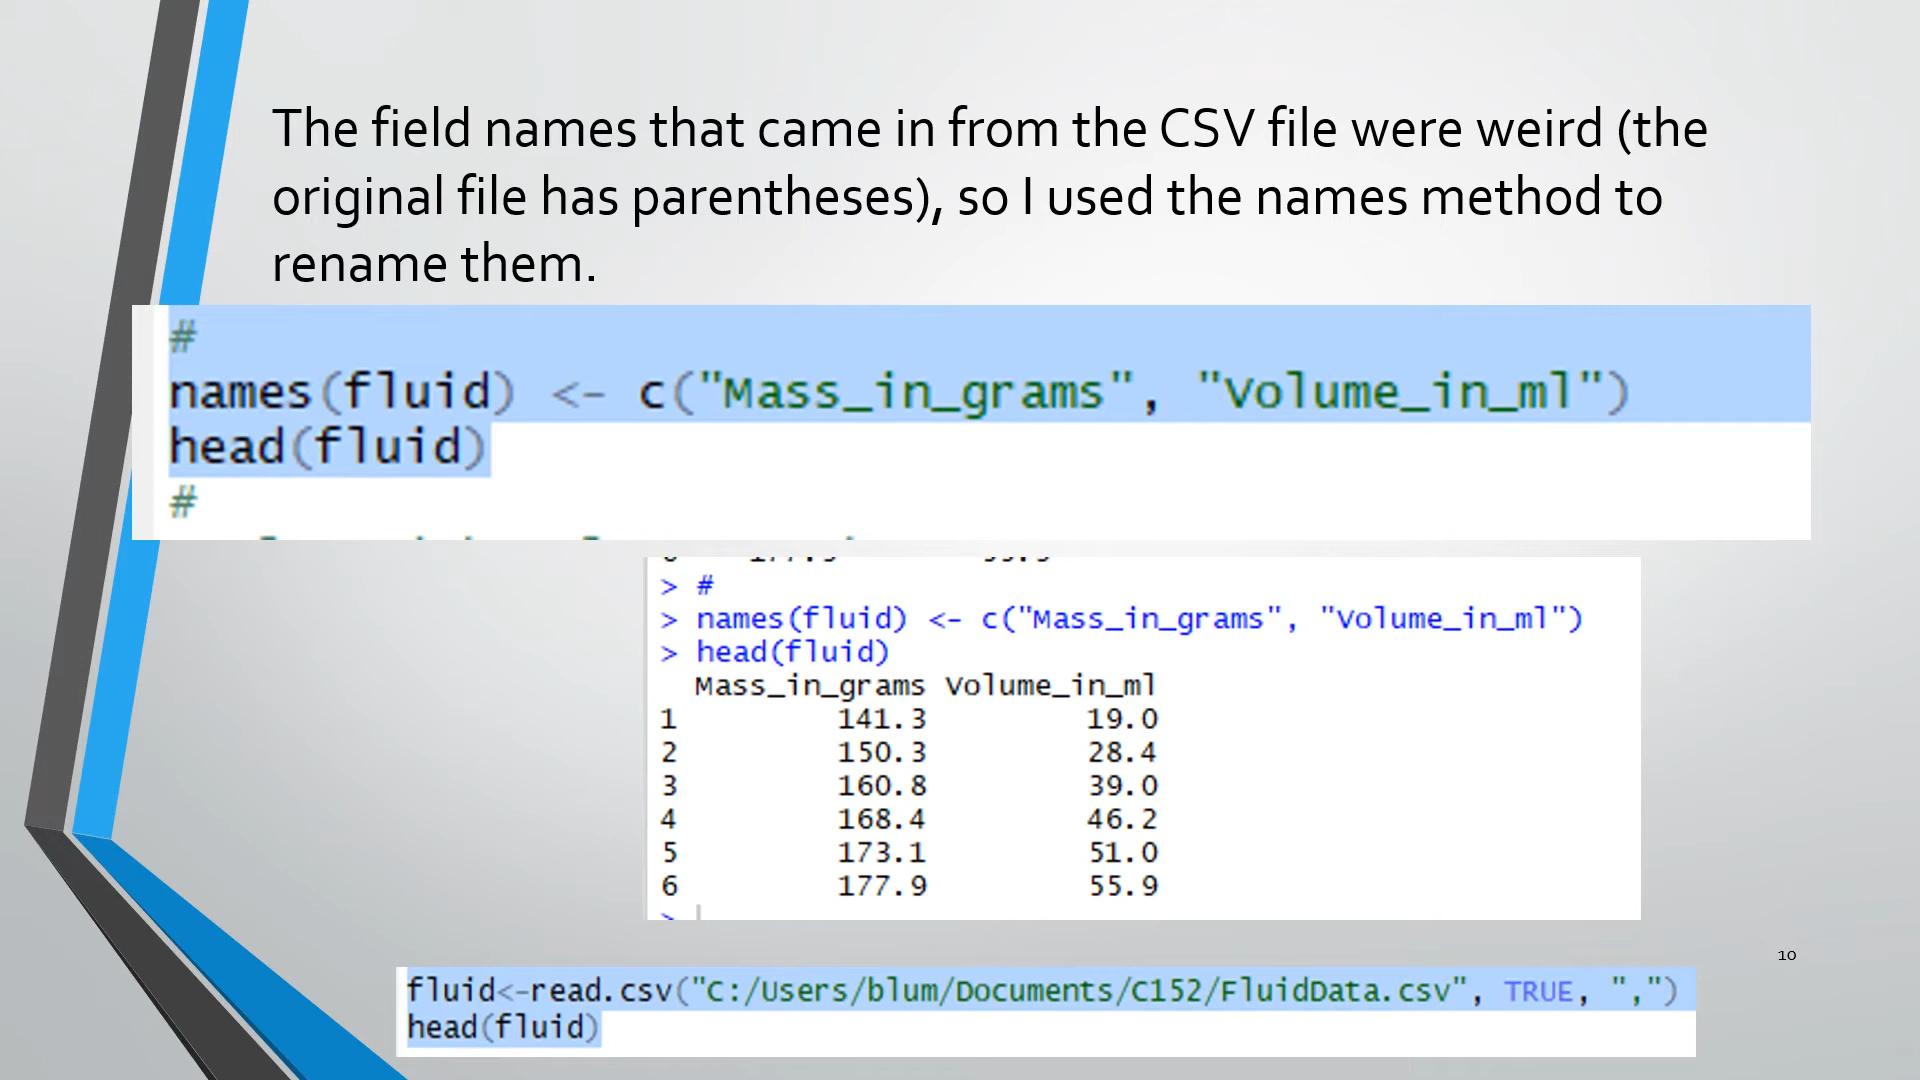 The field names that came in from the CSV file were weird (the
original file has parentheses), so I used the names method to
rename them.
#
names(fluid) <- c("Mass_in_grams", "Volume_in_ml")
head(fluid)
#
> #
> names(fluid) <- c("Mass_in_grams", "Volume_in_ml")
> head(fluid)
Mass_in_grams Volume_in_ml
1 141.3 19.0
2 150.3 28.4
3 160.8 39.0
4 168.4 46.2
5 173.1 51.0
6 177.9 55.9
>
10
fluid<-read.csv("C:/Users/blum/Documents/C152/FluidData.csv", TRUE, ",")
head(fluid)